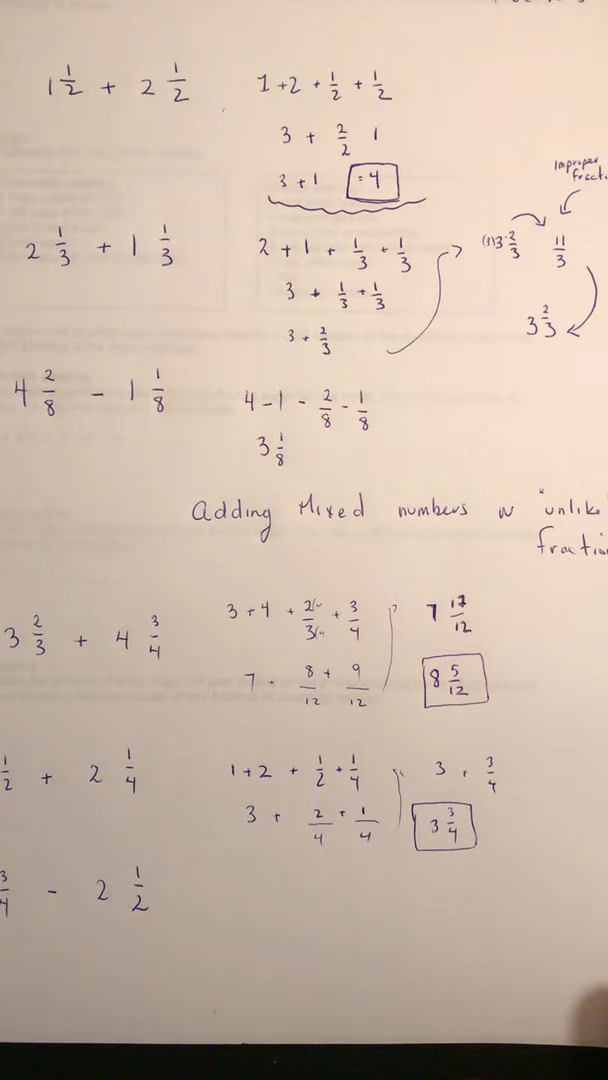 1 1/2 + 2 1/2    1 + 2 + 1/2 + 1/2
3 + 2/2 1
3 + 1 = 4
Improper
fracti
2 1/3 + 1 1/3    2 + 1 + 1/3 + 1/3    (3)3·2/3    11/3
3 + 1/3 + 1/3    3 2/3
3 + 2/3
4 2/8 - 1 1/8    4 - 1 - 2/8 - 1/8
3 1/8
Adding Mixed numbers w "unlike"
fraction
3 2/3 + 4 3/4    3 + 4 + 2/3 + 3/4    7 17/12
7 + 8/12 + 9/12    8 5/12
1/2 + 2 1/4    1 + 2 + 1/2 + 1/4    3 + 3/4
3 + 2/4 + 1/4    3 3/4
3/4 - 2 1/2